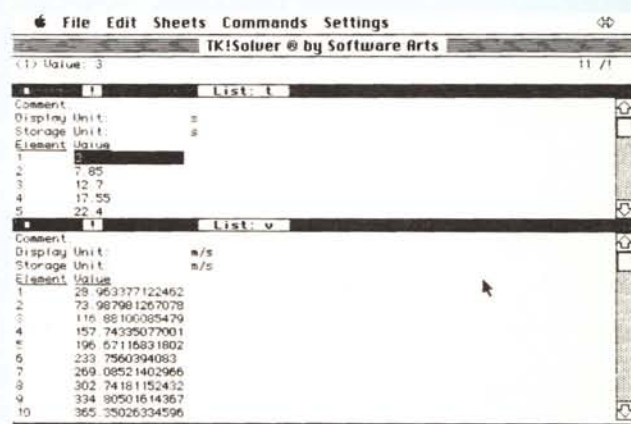 File Edit Sheets Commands Settings
TK!Solver ® by Software Arts
(1) Value: 3 11 /!
! List: t
Comment:
Display Unit: s
Storage Unit: s
Element Value
1 3
2 7.85
3 12.7
4 17.55
5 22.4
! List: v
Comment:
Display Unit: m/s
Storage Unit: m/s
Element Value
1 28.963377122462
2 73.987981267078
3 116.88100085479
4 157.74335077001
5 196.67116831802
6 233.7560394083
7 269.08521402966
8 302.74181152432
9 334.80501614367
10 365.35026334596